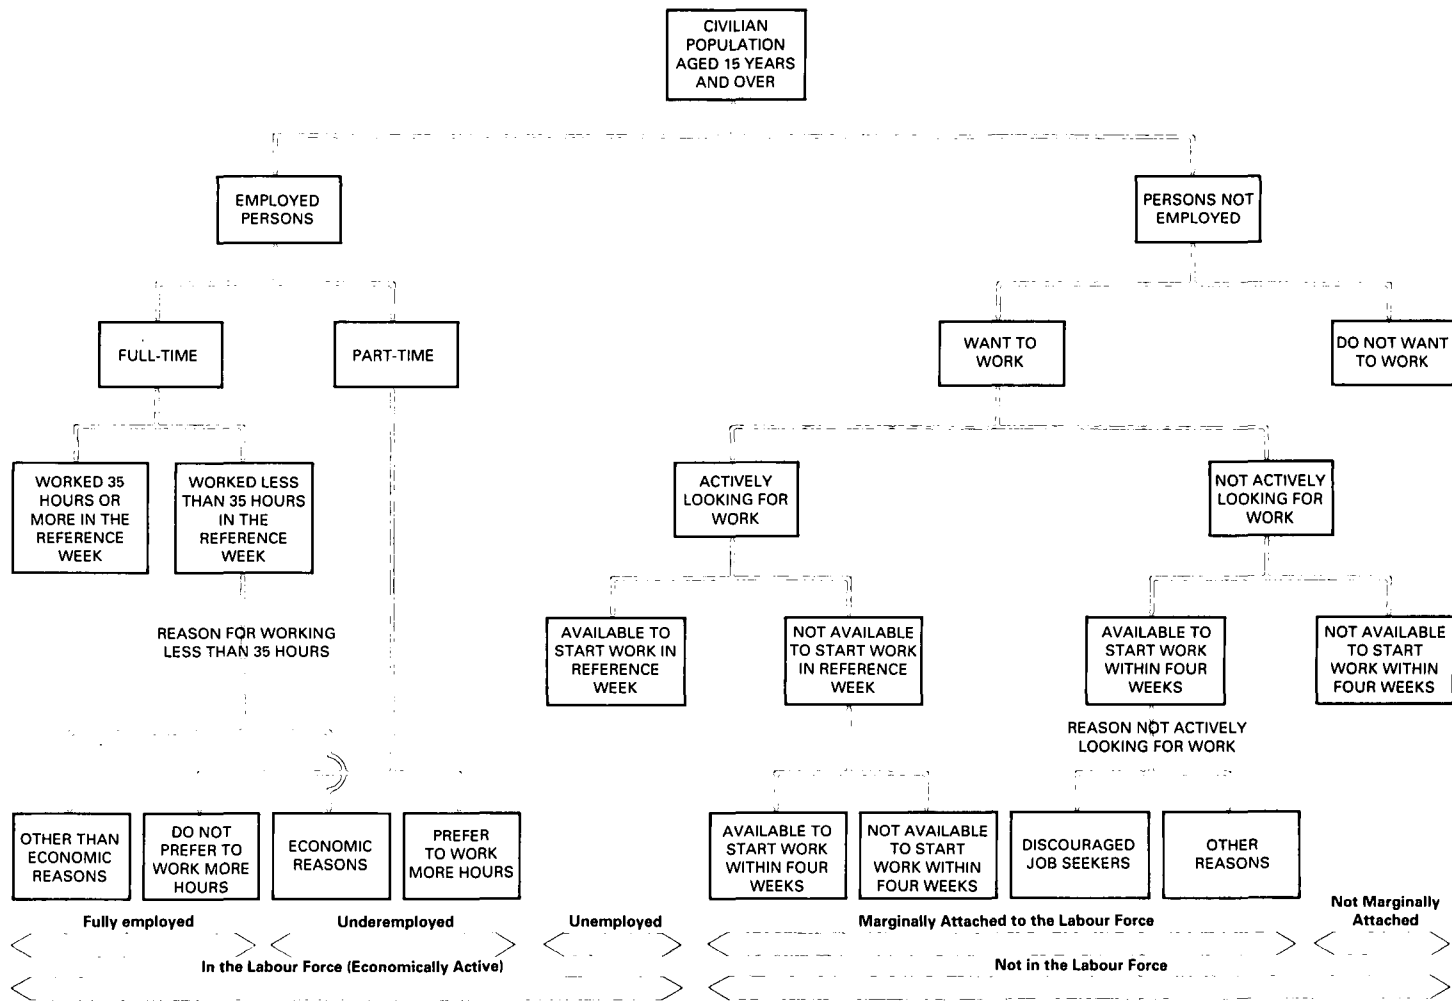 CIVILIAN
POPULATION
AGED 15 YEARS
AND OVER
EMPLOYED
PERSONS
PERSONS NOT
EMPLOYED
FULL-TIME
PART-TIME
WANT TO
WORK
DO NOT WANT
TO WORK
WORKED 35
HOURS OR
MORE IN THE
REFERENCE
WEEK
WORKED LESS
THAN 35 HOURS
IN THE
REFERENCE
WEEK
ACTIVELY
LOOKING FOR
WORK
NOT ACTIVELY
LOOKING FOR
WORK
REASON FOR WORKING
LESS THAN 35 HOURS
AVAILABLE TO
START WORK IN
REFERENCE
WEEK
NOT AVAILABLE
TO START WORK
IN REFERENCE
WEEK
AVAILABLE TO
START WORK
WITHIN FOUR
WEEKS
NOT AVAILABLE
TO START
WORK WITHIN
FOUR WEEKS
REASON NOT ACTIVELY
LOOKING FOR WORK
OTHER THAN
ECONOMIC
REASONS
DO NOT
PREFER TO
WORK MORE
HOURS
ECONOMIC
REASONS
PREFER
TO WORK
MORE HOURS
AVAILABLE TO
START WORK
WITHIN FOUR
WEEKS
NOT AVAILABLE
TO START
WORK WITHIN
FOUR WEEKS
DISCOURAGED
JOB SEEKERS
OTHER
REASONS
Fully employed
Underemployed
Unemployed
Marginally Attached to the Labour Force
Not Marginally
Attached
In the Labour Force (Economically Active)
Not in the Labour Force